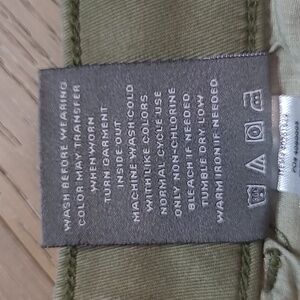 WASH BEFORE WEARING
COLOR MAY TRANSFER
WHEN WORN
TURN GARMENT
INSIDE OUT
MACHINE WASH COLD
WITH LIKE COLORS
NORMAL CYCLE USE
ONLY NON-CHLORINE
BLEACH IF NEEDED
TUMBLE DRY LOW
WARM IRON IF NEEDED